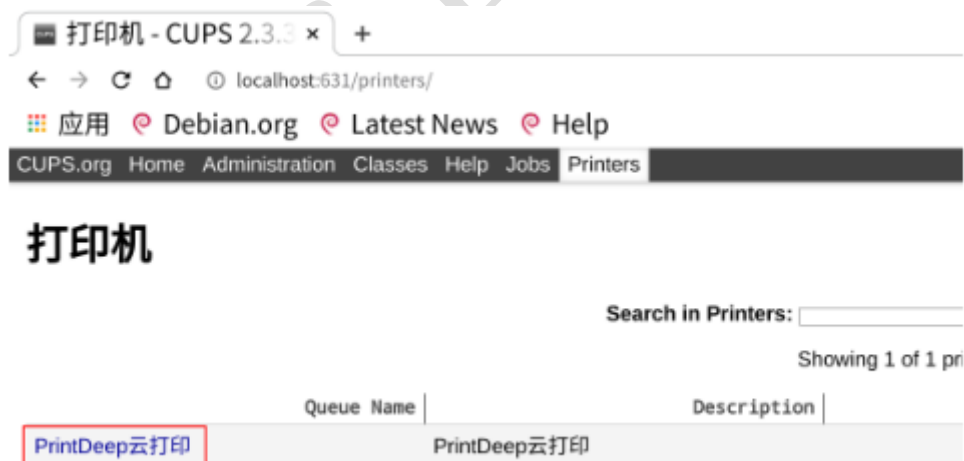 打印机 - CUPS 2.3.3
localhost:631/printers/
应用 Debian.org Latest News Help
CUPS.org Home Administration Classes Help Jobs Printers
打印机
Search in Printers:
Showing 1 of 1
Queue Name Description
PrintDeep云打印 PrintDeep云打印